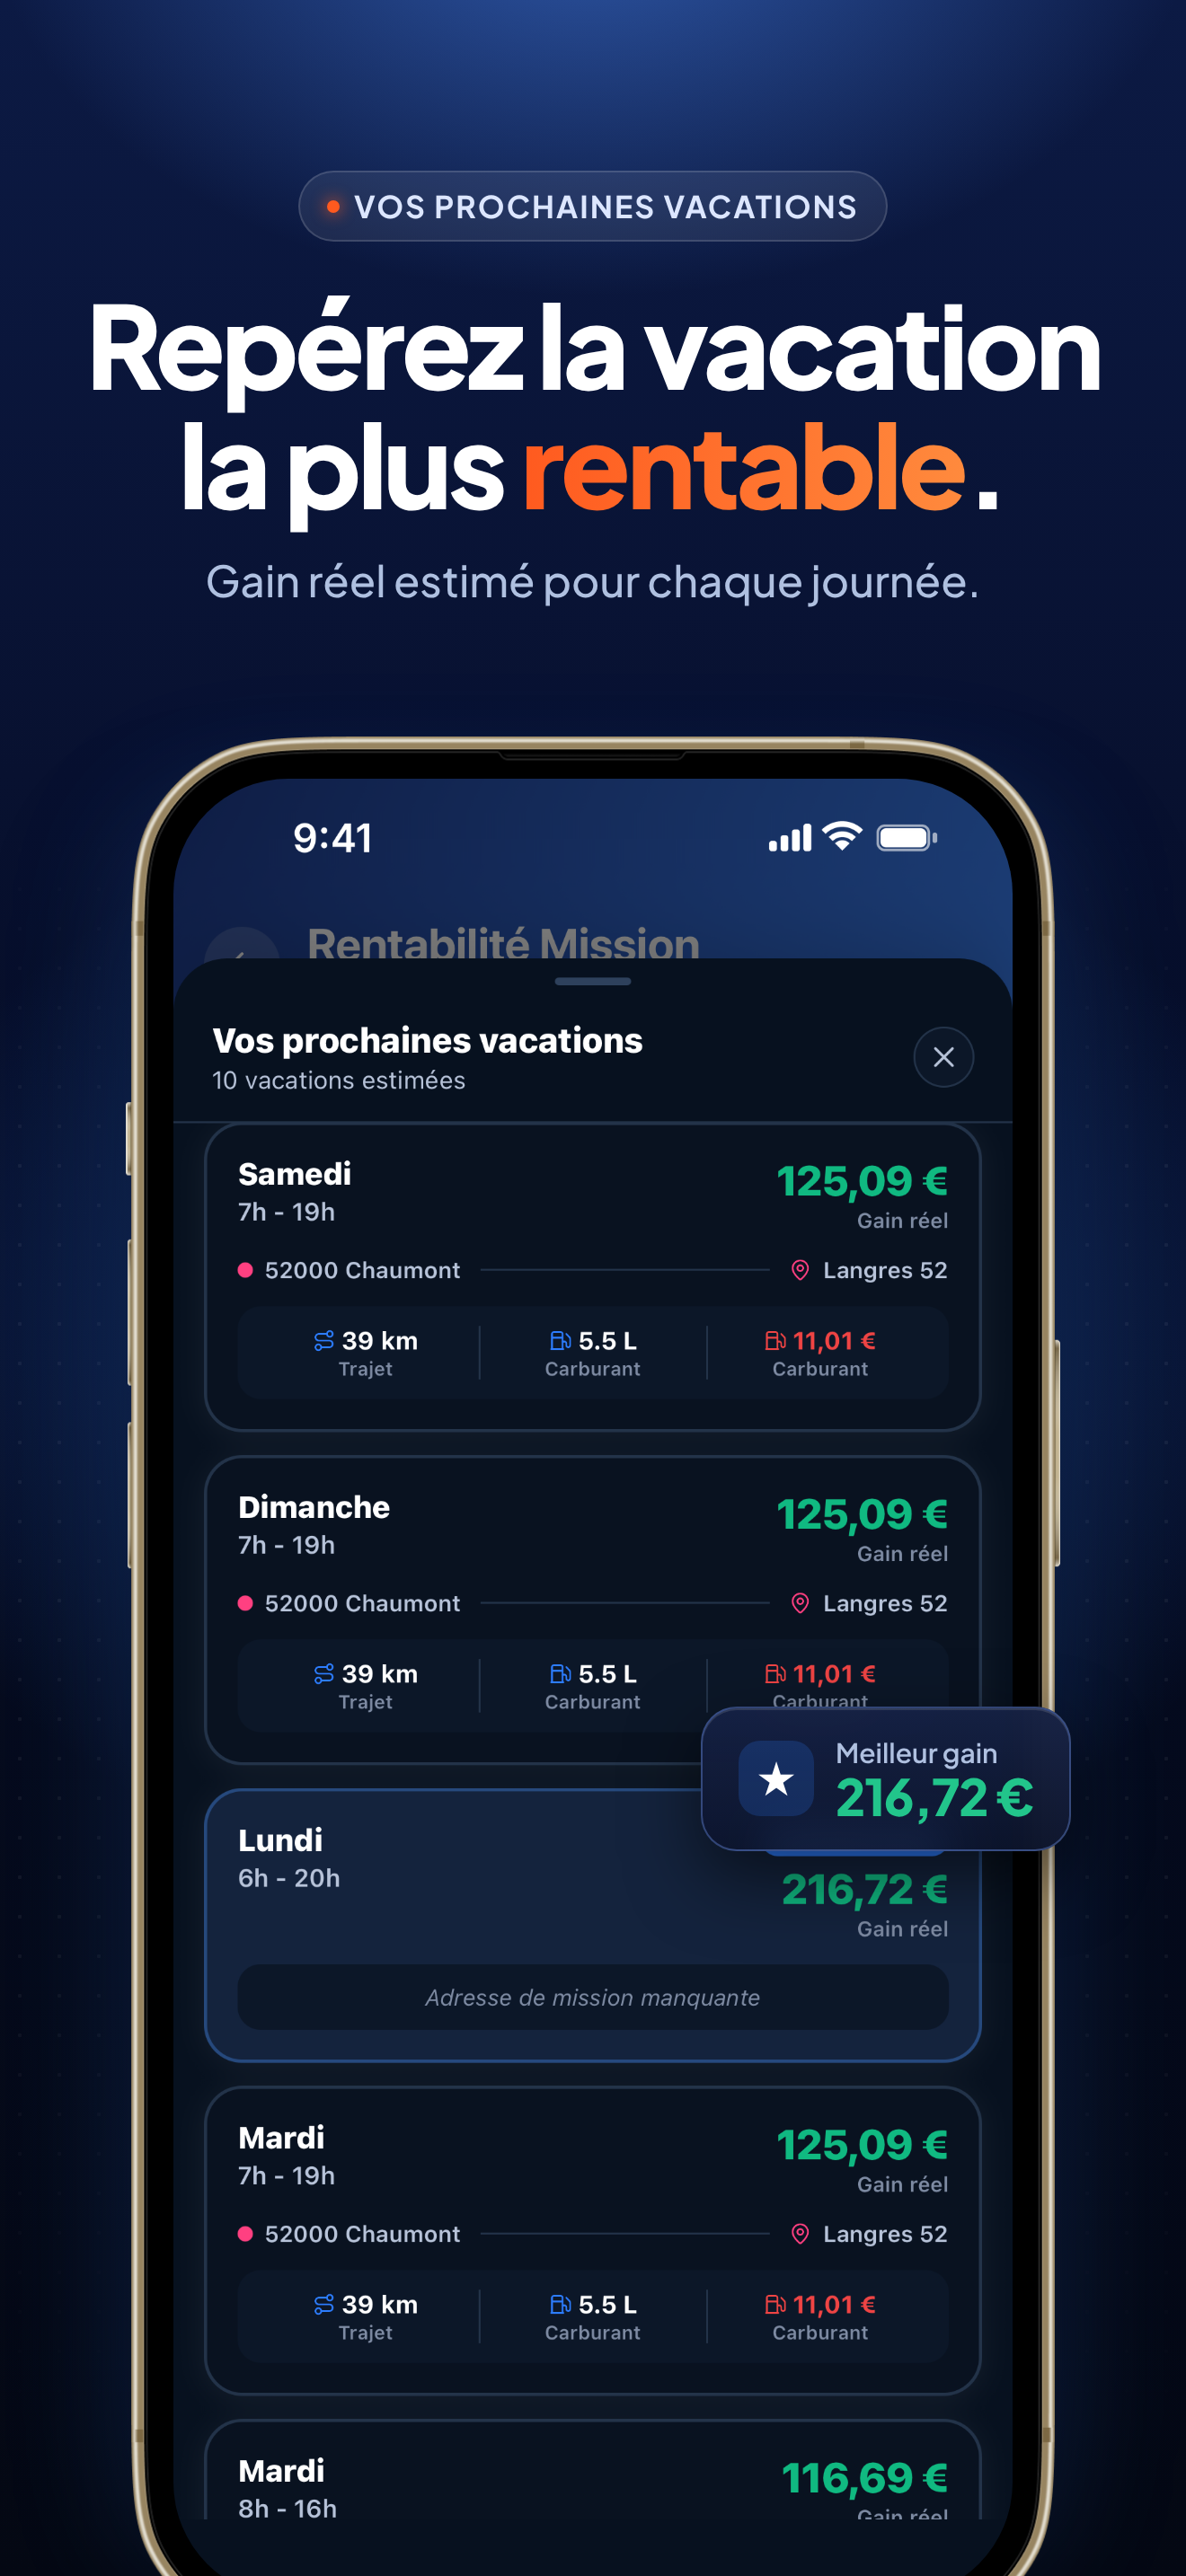 VOS PROCHAINES VACATIONS
Repérez la vacation
la plus rentable.
Gain réel estimé pour chaque journée.
9:41
Rentabilité Mission
Vos prochaines vacations
10 vacations estimées
Samedi
125,09 €
7h - 19h
Gain réel
52000 Chaumont
Langres 52
39 km
5.5 L
11,01 €
Trajet
Carburant
Carburant
Dimanche
125,09 €
7h - 19h
Gain réel
52000 Chaumont
Langres 52
39 km
5.5 L
11,01 €
Trajet
Carburant
Carburant
Meilleur gain
216,72 €
Lundi
6h - 20h
216,72 €
Gain réel
Adresse de mission manquante
Mardi
125,09 €
7h - 19h
Gain réel
52000 Chaumont
Langres 52
39 km
5.5 L
11,01 €
Trajet
Carburant
Carburant
Mardi
116,69 €
8h - 16h
Gain réel